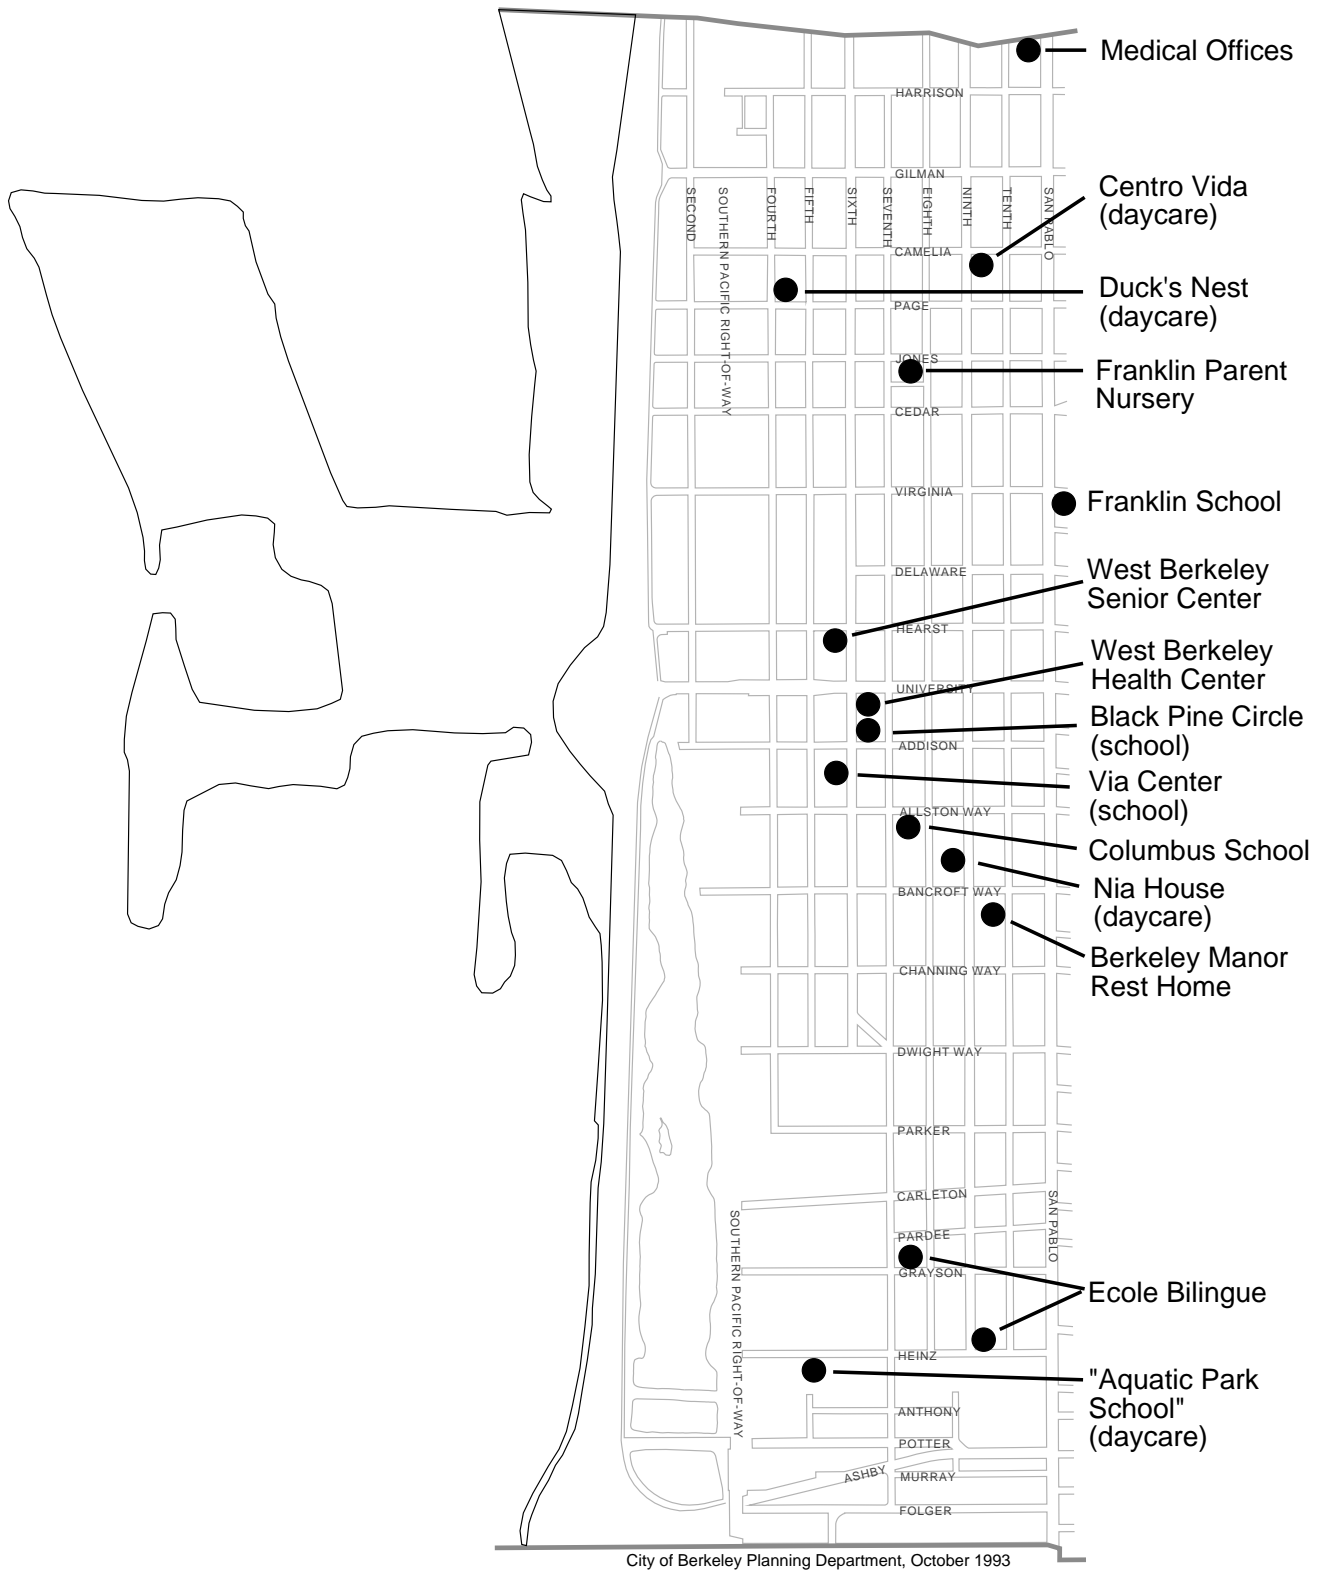 Medical Offices
HARRISON
GILMAN
Centro Vida
(daycare)
SECOND
SOUTHERN PACIFIC RIGHT-OF-WAY
FOURTH
FIFTH
SIXTH
SEVENTH
EIGHTH
NINTH
TENTH
SAN PABLO
CAMELIA
Duck's Nest
(daycare)
PAGE
JONES
Franklin Parent
Nursery
CEDAR
VIRGINIA
Franklin School
DELAWARE
West Berkeley
Senior Center
HEARST
West Berkeley
Health Center
UNIVERSITY
Black Pine Circle
(school)
ADDISON
Via Center
(school)
ALLSTON WAY
Columbus School
Nia House
(daycare)
BANCROFT WAY
Berkeley Manor
Rest Home
CHANNING WAY
DWIGHT WAY
PARKER
CARLETON
SAN PABLO
SOUTHERN PACIFIC RIGHT-OF-WAY
PARDEE
GRAYSON
Ecole Bilingue
HEINZ
"Aquatic Park
School"
(daycare)
ANTHONY
POTTER
ASHBY
MURRAY
FOLGER
City of Berkeley Planning Department, October 1993